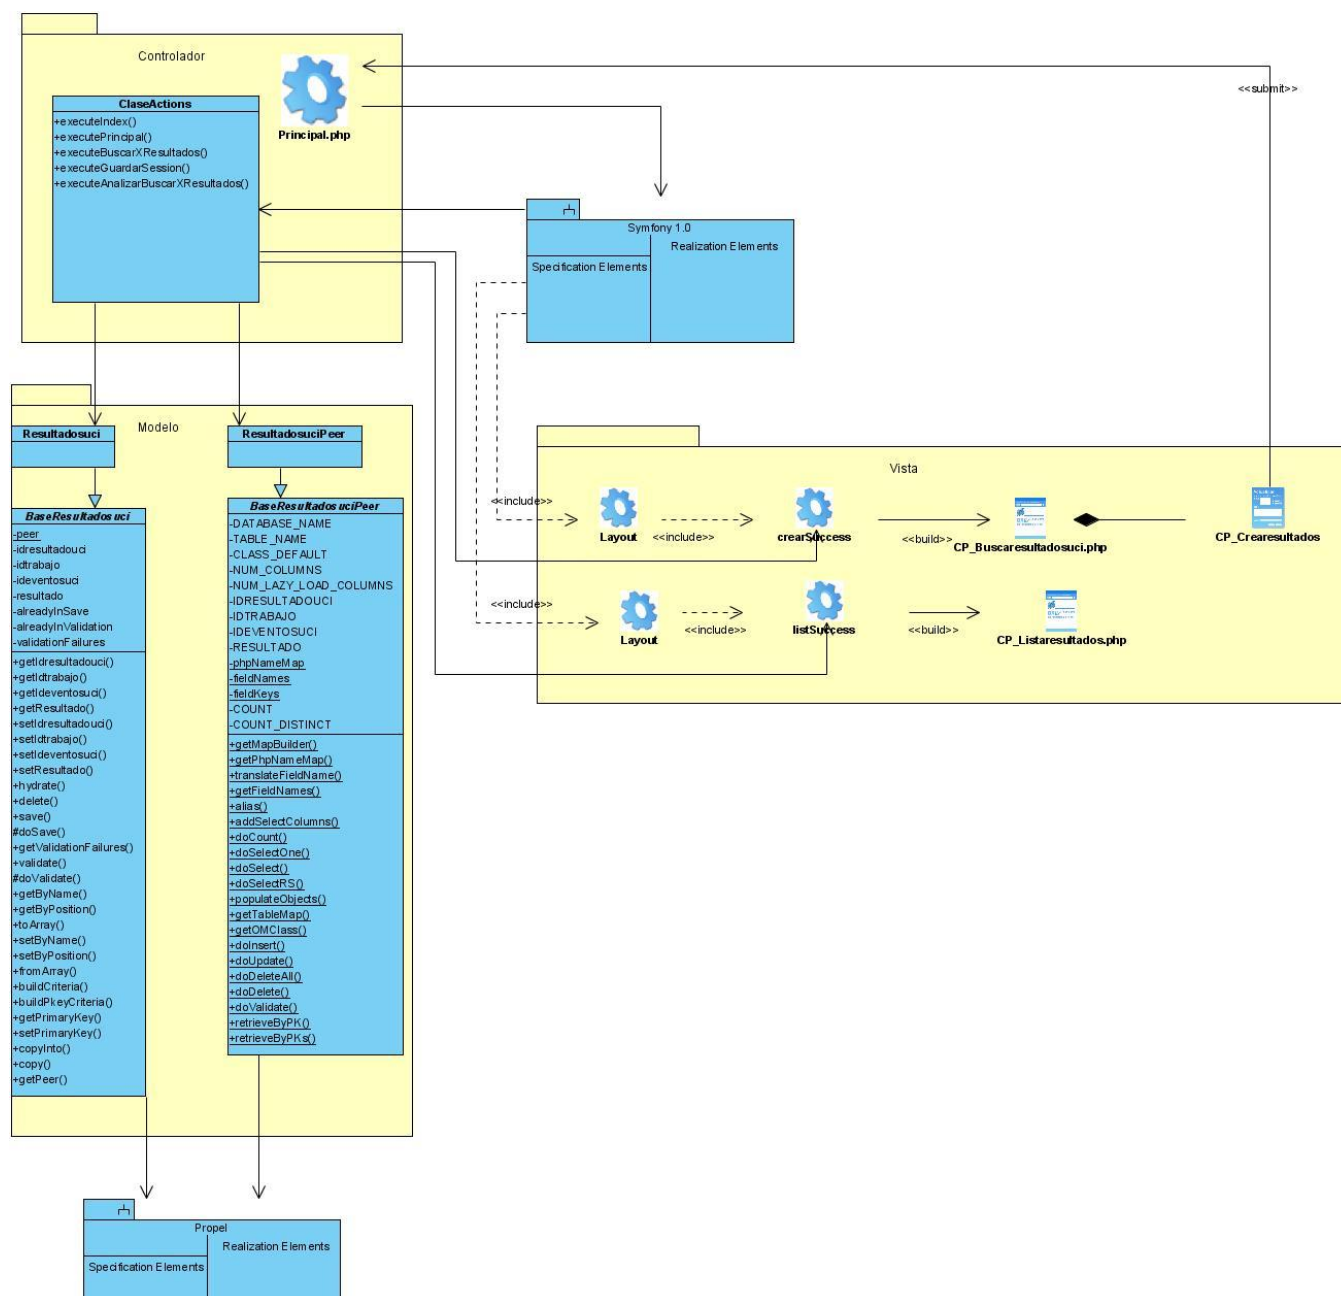 Controlador
ClaseActions
+executeIndex()
+executePrincipal()
+executeBuscarXResultados()
+executeGuardarSession()
+executeAnalizarBuscarXResultados()
Principal.php
<<submit>>
Symfony 1.0
Specification Elements
Realization Elements
Modelo
Resultadosuci
ResultadosuciPeer
BaseResultadosuci
-peer
-idresultadouci
-idtrabajo
-ideventosuci
-resultado
-alreadyInSave
-alreadyInValidation
-validationFailures
+getIdresultadouci()
+getIdtrabajo()
+getIdeventosuci()
+getResultado()
+setIdresultadouci()
+setIdtrabajo()
+setIdeventosuci()
+setResultado()
+hydrate()
+delete()
+save()
#doSave()
+getValidationFailures()
+validate()
#doValidate()
+getByName()
+getByPosition()
+toArray()
+setByName()
+setByPosition()
+fromArray()
+buildCriteria()
+buildPkeyCriteria()
+getPrimaryKey()
+setPrimaryKey()
+copyInto()
+copy()
+getPeer()
BaseResultadosuciPeer
-DATABASE_NAME
-TABLE_NAME
-CLASS_DEFAULT
-NUM_COLUMNS
-NUM_LAZY_LOAD_COLUMNS
-IDRESULTADOUCI
-IDTRABAJO
-IDEVENTOSUCI
-RESULTADO
-phpNameMap
-fieldNames
-fieldKeys
-COUNT
-COUNT_DISTINCT
+getMapBuilder()
+getPhpNameMap()
+translateFieldName()
+getFieldNames()
+alias()
+addSelectColumns()
+doCount()
+doSelectOne()
+doSelect()
+doSelectRS()
+populateObjects()
+getTableMap()
+getOMClass()
+doInsert()
+doUpdate()
+doDeleteAll()
+doDelete()
+doValidate()
+retrieveByPK()
+retrieveByPKs()
Vista
<<include>>
Layout
<<include>>
crearSuccess
<<build>>
CP_Buscaresultadosuci.php
CP_Crearesultados
<<include>>
Layout
<<include>>
listSuccess
<<build>>
CP_Listaresultados.php
Propel
Specification Elements
Realization Elements